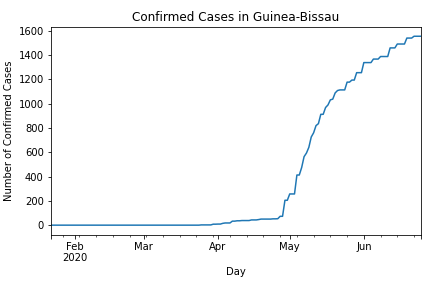 Confirmed Cases in Guinea-Bissau
Number of Confirmed Cases
1600
1400
1200
1000
800
600
400
200
0
Feb
2020
Mar
Apr
May
Jun
Day